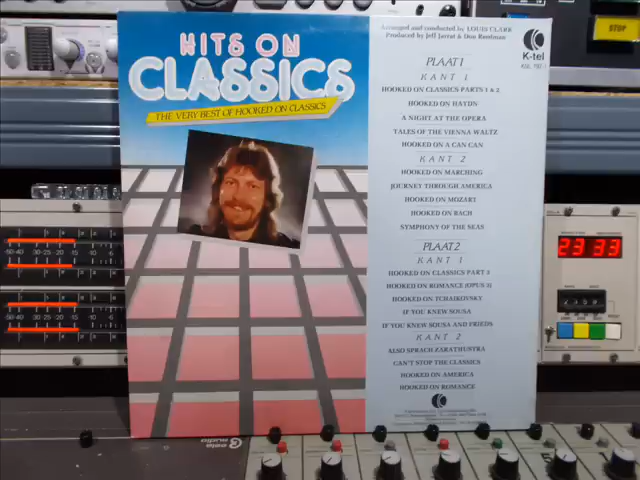 HITS ON
CLASSICS
THE VERY BEST OF HOOKED ON CLASSICS
Arranged and conducted by LOUIS CLARK
Produced by Jeff Jarratt & Don Reedman
K-tel
PLAAT 1
KANT 1
HOOKED ON CLASSICS PARTS 1 & 2
HOOKED ON HAYDN
A NIGHT AT THE OPERA
TALES OF THE VIENNA WALTZ
HOOKED ON A CAN CAN
KANT 2
HOOKED ON MARCHING
JOURNEY THROUGH AMERICA
HOOKED ON MOZART
HOOKED ON BACH
SYMPHONY OF THE SEAS
PLAAT 2
KANT 1
HOOKED ON CLASSICS PART 3
HOOKED ON ROMANCE (OPUS 3)
HOOKED ON TCHAIKOVSKY
IF YOU KNEW SOUSA
IF YOU KNEW SOUSA AND FRIEDS
KANT 2
ALSO SPRACH ZARATHUSTRA
CAN'T STOP THE CLASSICS
HOOKED ON AMERICA
HOOKED ON ROMANCE
STOP
23 33